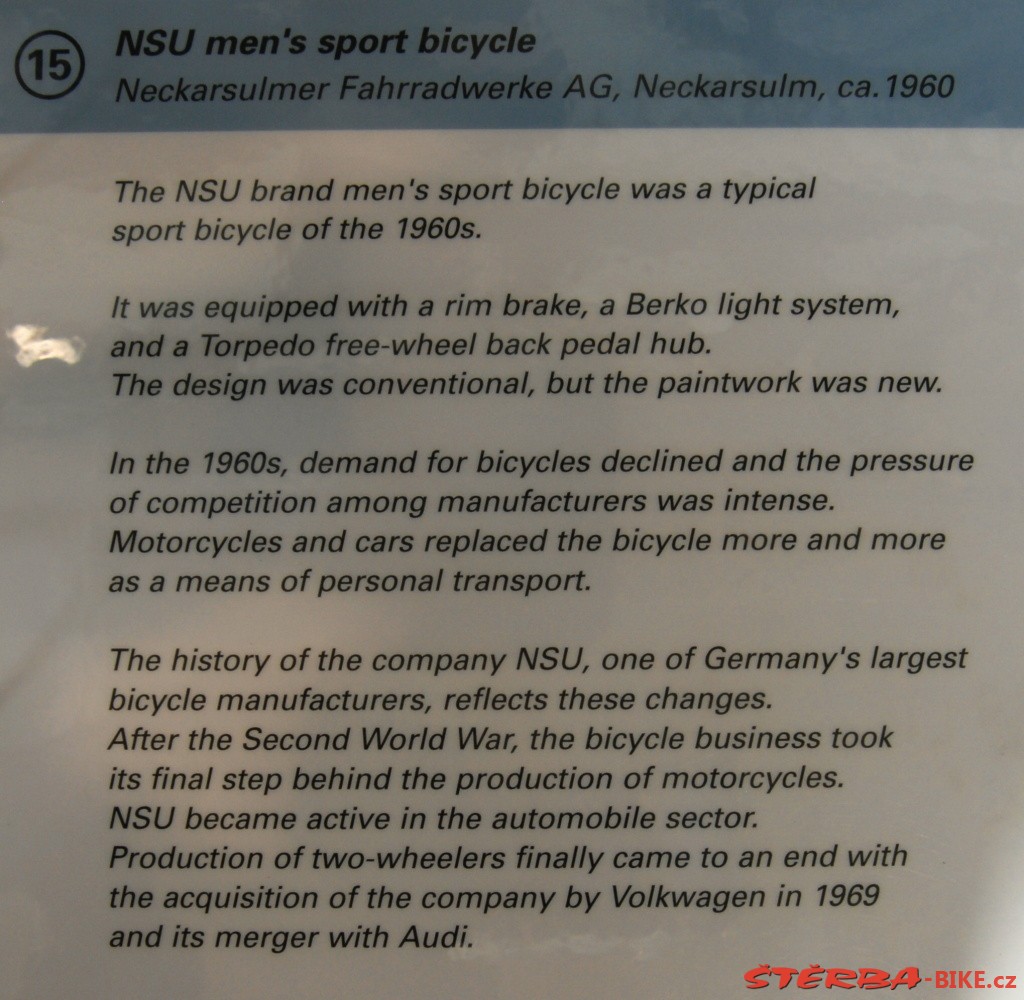 15
NSU men's sport bicycle
Neckarsulmer Fahrradwerke AG, Neckarsulm, ca.1960
The NSU brand men's sport bicycle was a typical
sport bicycle of the 1960s.
It was equipped with a rim brake, a Berko light system,
and a Torpedo free-wheel back pedal hub.
The design was conventional, but the paintwork was new.
In the 1960s, demand for bicycles declined and the pressure
of competition among manufacturers was intense.
Motorcycles and cars replaced the bicycle more and more
as a means of personal transport.
The history of the company NSU, one of Germany's largest
bicycle manufacturers, reflects these changes.
After the Second World War, the bicycle business took
its final step behind the production of motorcycles.
NSU became active in the automobile sector.
Production of two-wheelers finally came to an end with
the acquisition of the company by Volkwagen in 1969
and its merger with Audi.
ŠTĚRBA-BIKE.cz